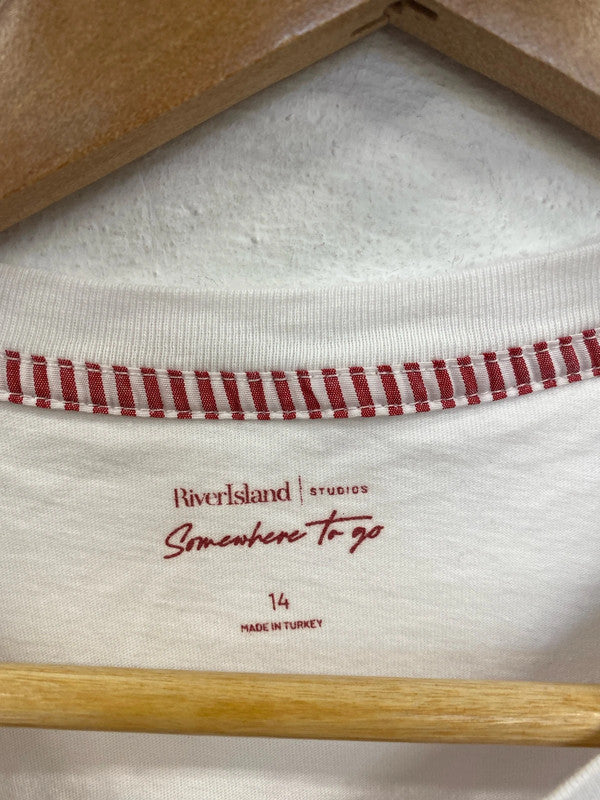 RiverIsland | STUDIOS
Somewhere to go
14
MADE IN TURKEY